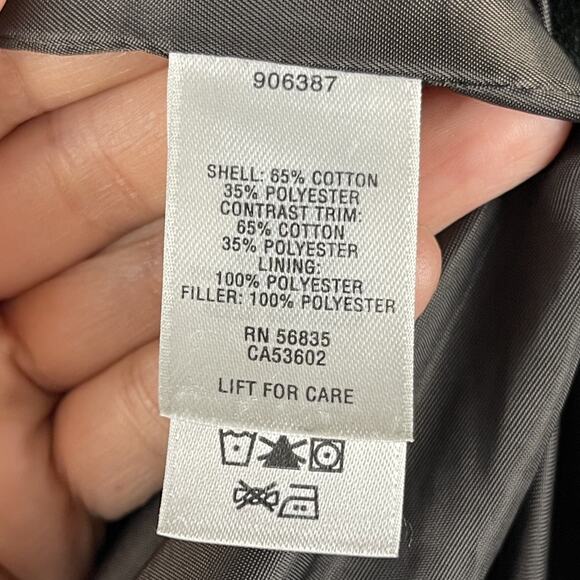 906387
SHELL: 65% COTTON
35% POLYESTER
CONTRAST TRIM:
65% COTTON
35% POLYESTER
LINING:
100% POLYESTER
FILLER: 100% POLYESTER
RN 56835
CA53602
LIFT FOR CARE